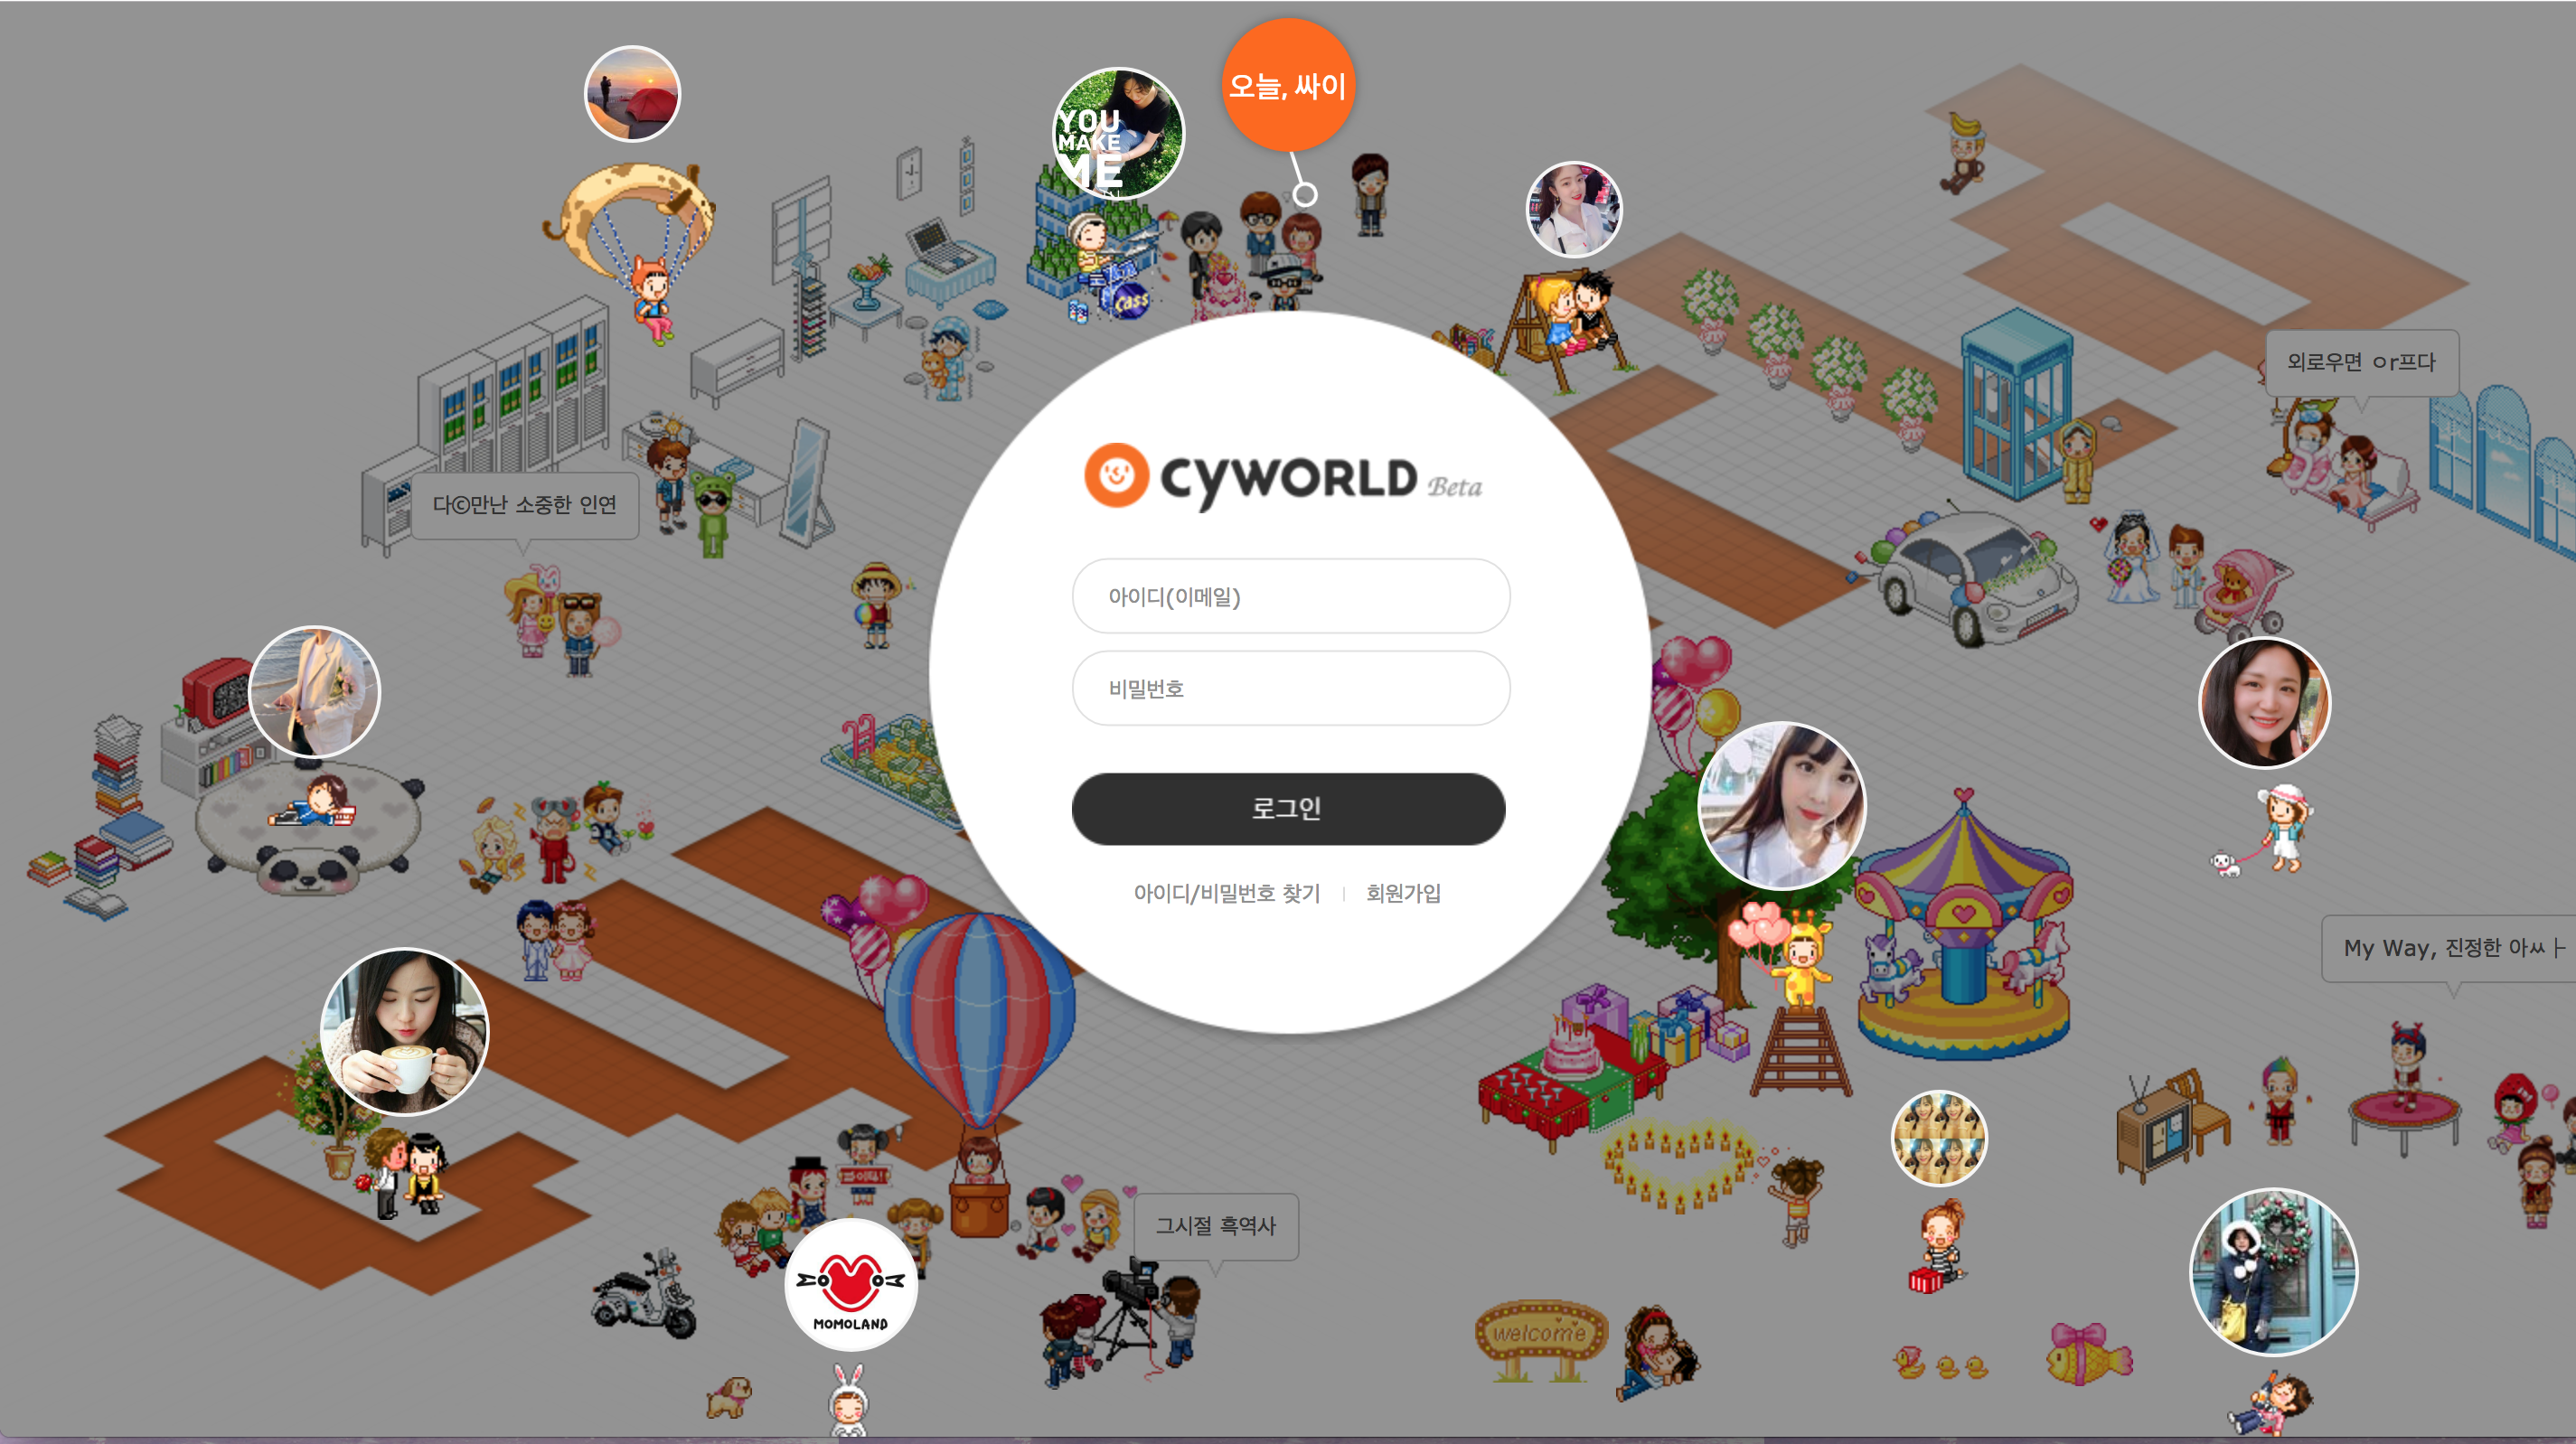 오늘, 싸이
YOU
MAKE
ME
Cass
외로우면 ㅇr프다
CYWORLD Beta
다ⓒ만난 소중한 인연
아이디(이메일)
비밀번호
로그인
아이디/비밀번호 찾기 | 회원가입
My Way, 진정한 아ㅆㅏ
그시절 흑역사
MOMOLAND
welcome